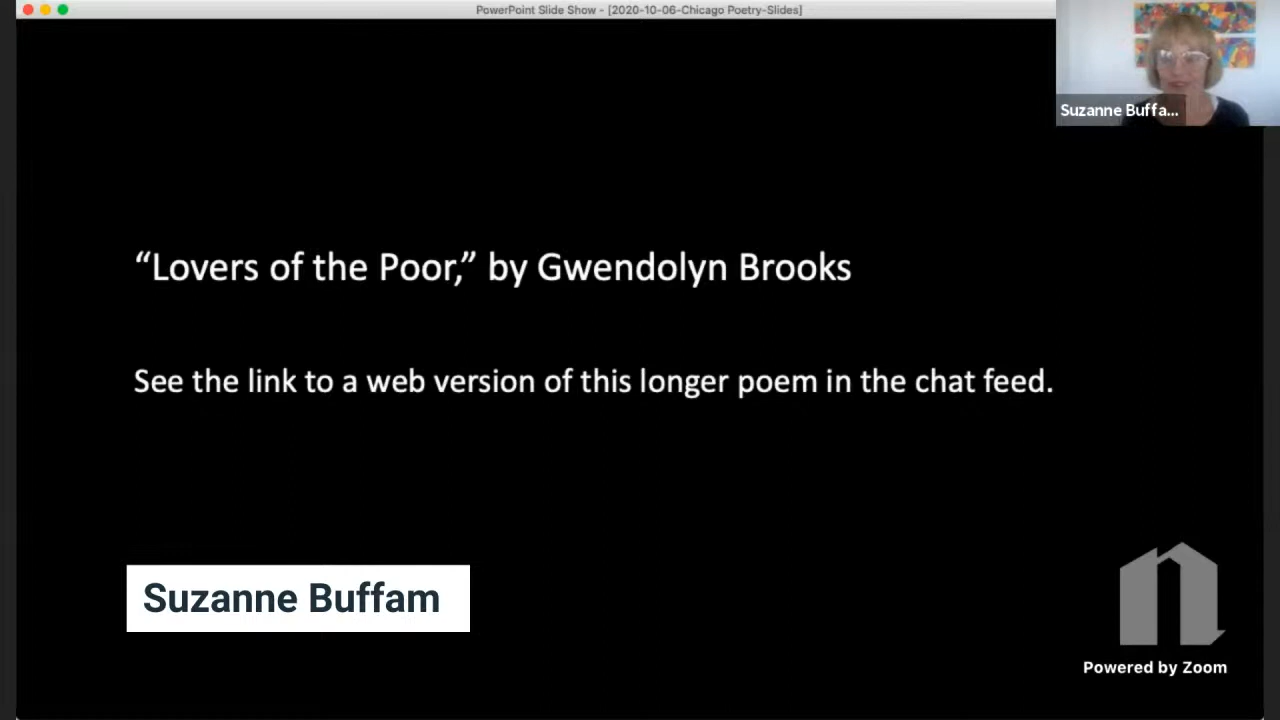 PowerPoint Slide Show - [2020-10-06-Chicago Poetry-Slides]
Suzanne Buffa...
“Lovers of the Poor,” by Gwendolyn Brooks
See the link to a web version of this longer poem in the chat feed.
Suzanne Buffam
Powered by Zoom